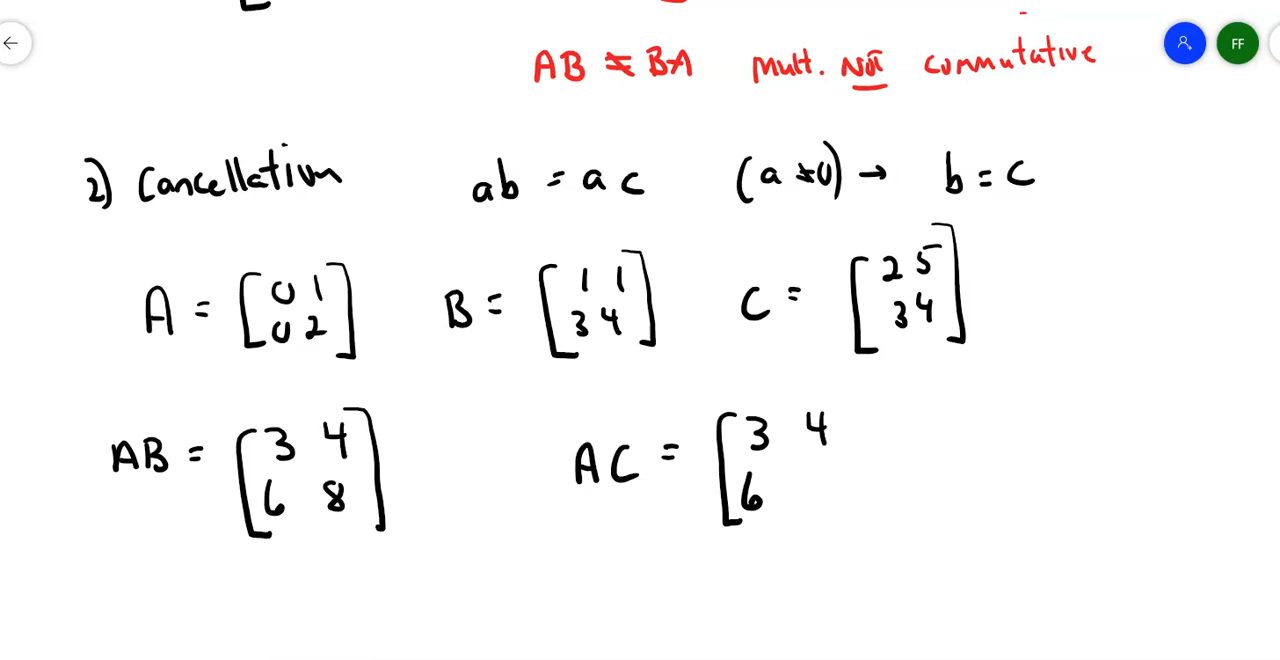 AB ≠ BA mult. NOT commutative
FF
2) Cancellation ab = ac (a ≠ 0) → b = c
A = [0 1 B = [1 1 C = [2 5
0 2] 3 4] 3 4]
AB = [3 4 AC = [3 4
6 8] 6